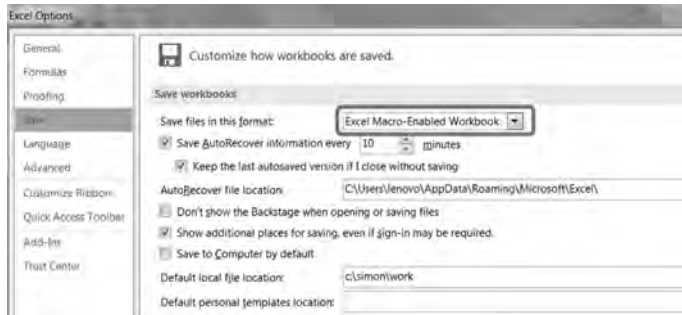 Excel Options
General
Formulas
Proofing
Save
Language
Advanced
Customize Ribbon
Quick Access Toolbar
Add-Ins
Trust Center
Customize how workbooks are saved.
Save workbooks
Save files in this format: Excel Macro-Enabled Workbook
Save AutoRecover information every 10 minutes
Keep the last autosaved version if I close without saving
AutoRecover file location: C:\Users\lenovo\AppData\Roaming\Microsoft\Excel\
Don't show the Backstage when opening or saving files
Show additional places for saving, even if sign-in may be required.
Save to Computer by default
Default local file location: c:\simon\work
Default personal templates location: